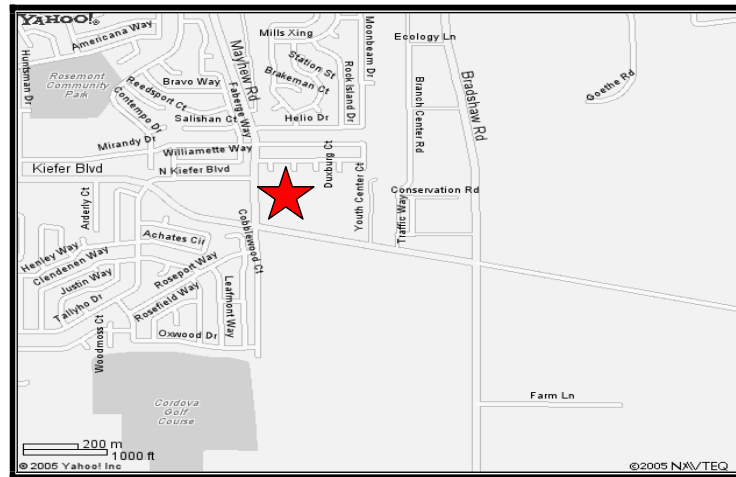 YAHOO!®
Americana Way
Mills Xing
Moonbeam Dr
Ecology Ln
Huntsman Dr
Mayhew Rd
Station St
Rosemont
Community
Park
Bravo Way
Brakeman Ct
Rock Island Dr
Branch Center Rd
Bradshaw Rd
Goethe Rd
Reedsport Ct
Contempo Dr
Faberge Way
Salishan Ct
Helio Dr
Mirandy Dr
Williamette Way
Duxburg Ct
Kiefer Blvd
N Kiefer Blvd
Youth Center Ct
Conservation Rd
Arderly Ct
Traffic Way
Cobblewood Ct
Achates Cir
Henley Way
Clendenen Way
Justin Way
Roseport Way
Tallyho Dr
Rosefield Way
Leafmont Way
Woodmoss Ct
Oxwood Dr
Farm Ln
Cordova
Golf
Course
200 m
1000 ft
© 2005 Yahoo! Inc
©2005 NAVTEQ